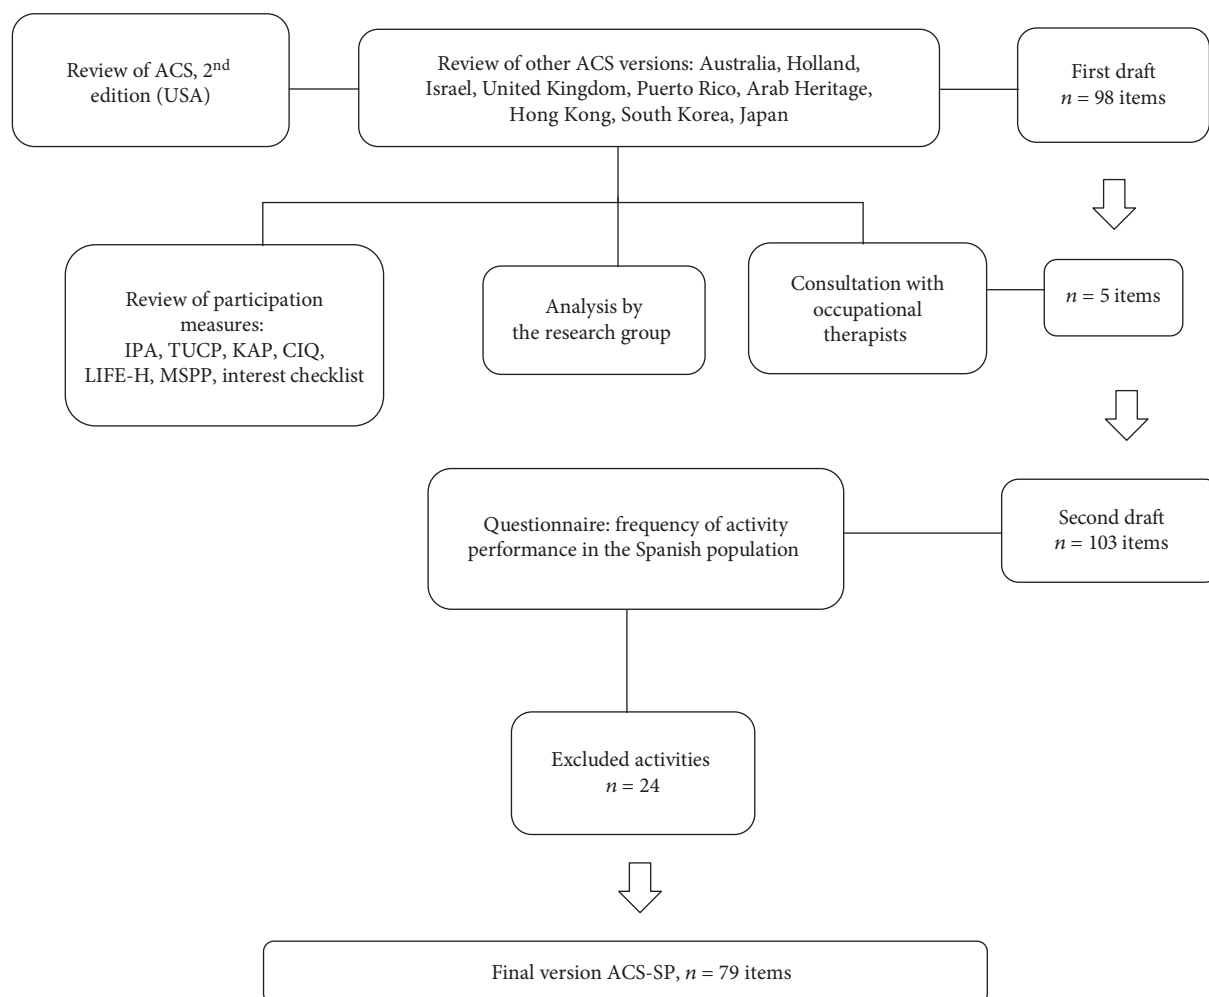 Review of ACS, 2nd
edition (USA)
Review of other ACS versions: Australia, Holland,
Israel, United Kingdom, Puerto Rico, Arab Heritage,
Hong Kong, South Korea, Japan
First draft
n = 98 items
Review of participation
measures:
IPA, TUCP, KAP, CIQ,
LIFE-H, MSPP, interest checklist
Analysis by
the research group
Consultation with
occupational
therapists
n = 5 items
Questionnaire: frequency of activity
performance in the Spanish population
Second draft
n = 103 items
Excluded activities
n = 24
Final version ACS-SP, n = 79 items